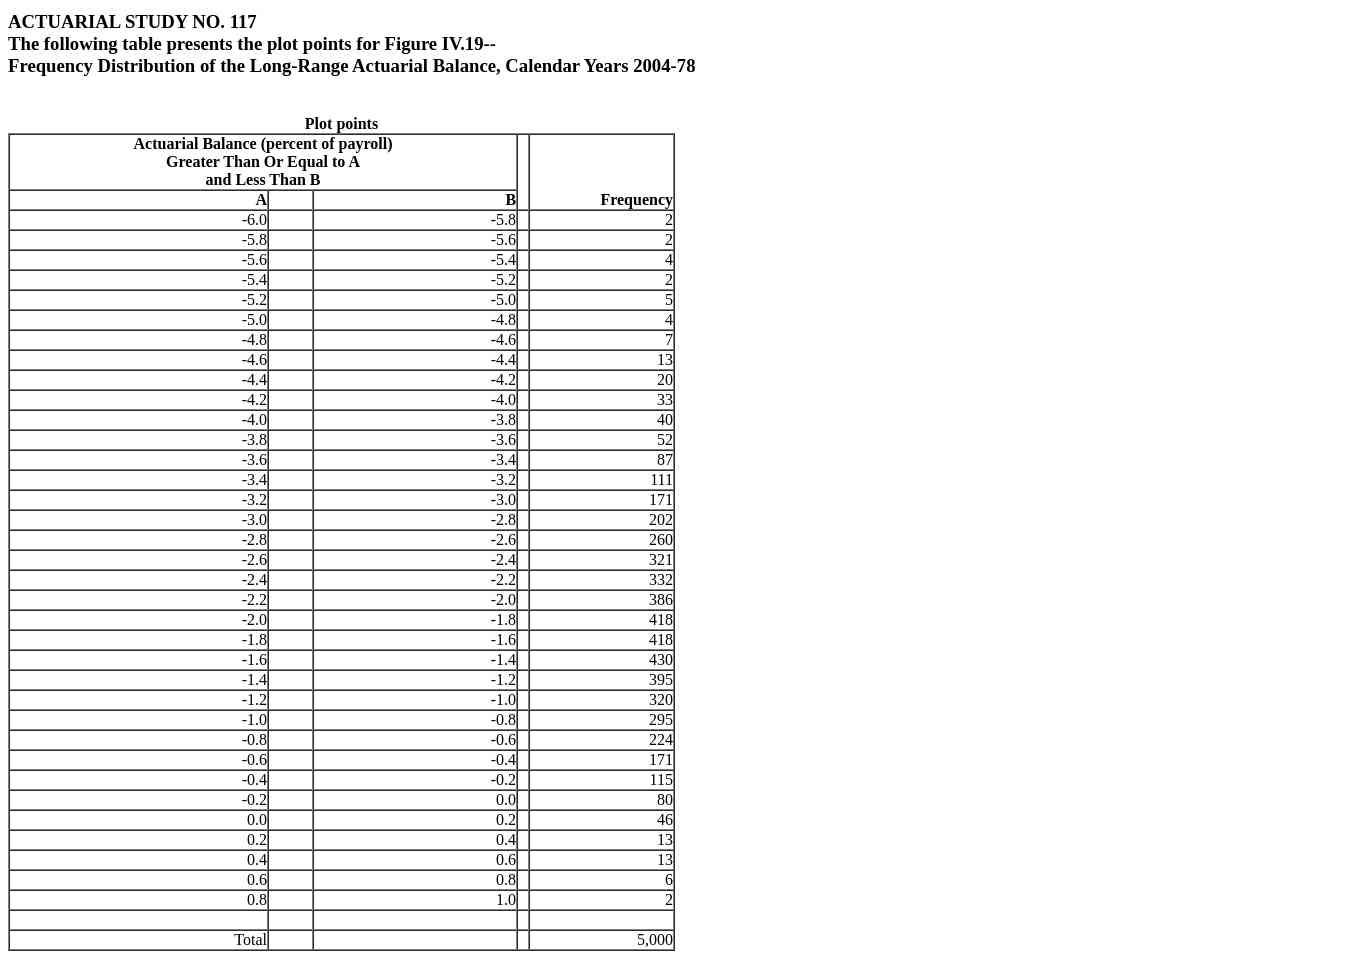 ACTUARIAL STUDY NO. 117
The following table presents the plot points for Figure IV.19--
Frequency Distribution of the Long-Range Actuarial Balance, Calendar Years 2004-78
Plot points
Actuarial Balance (percent of payroll)
Greater Than Or Equal to A
and Less Than B
A B Frequency
-6.0 -5.8 2
-5.8 -5.6 2
-5.6 -5.4 4
-5.4 -5.2 2
-5.2 -5.0 5
-5.0 -4.8 4
-4.8 -4.6 7
-4.6 -4.4 13
-4.4 -4.2 20
-4.2 -4.0 33
-4.0 -3.8 40
-3.8 -3.6 52
-3.6 -3.4 87
-3.4 -3.2 111
-3.2 -3.0 171
-3.0 -2.8 202
-2.8 -2.6 260
-2.6 -2.4 321
-2.4 -2.2 332
-2.2 -2.0 386
-2.0 -1.8 418
-1.8 -1.6 418
-1.6 -1.4 430
-1.4 -1.2 395
-1.2 -1.0 320
-1.0 -0.8 295
-0.8 -0.6 224
-0.6 -0.4 171
-0.4 -0.2 115
-0.2 0.0 80
0.0 0.2 46
0.2 0.4 13
0.4 0.6 13
0.6 0.8 6
0.8 1.0 2
Total 5,000